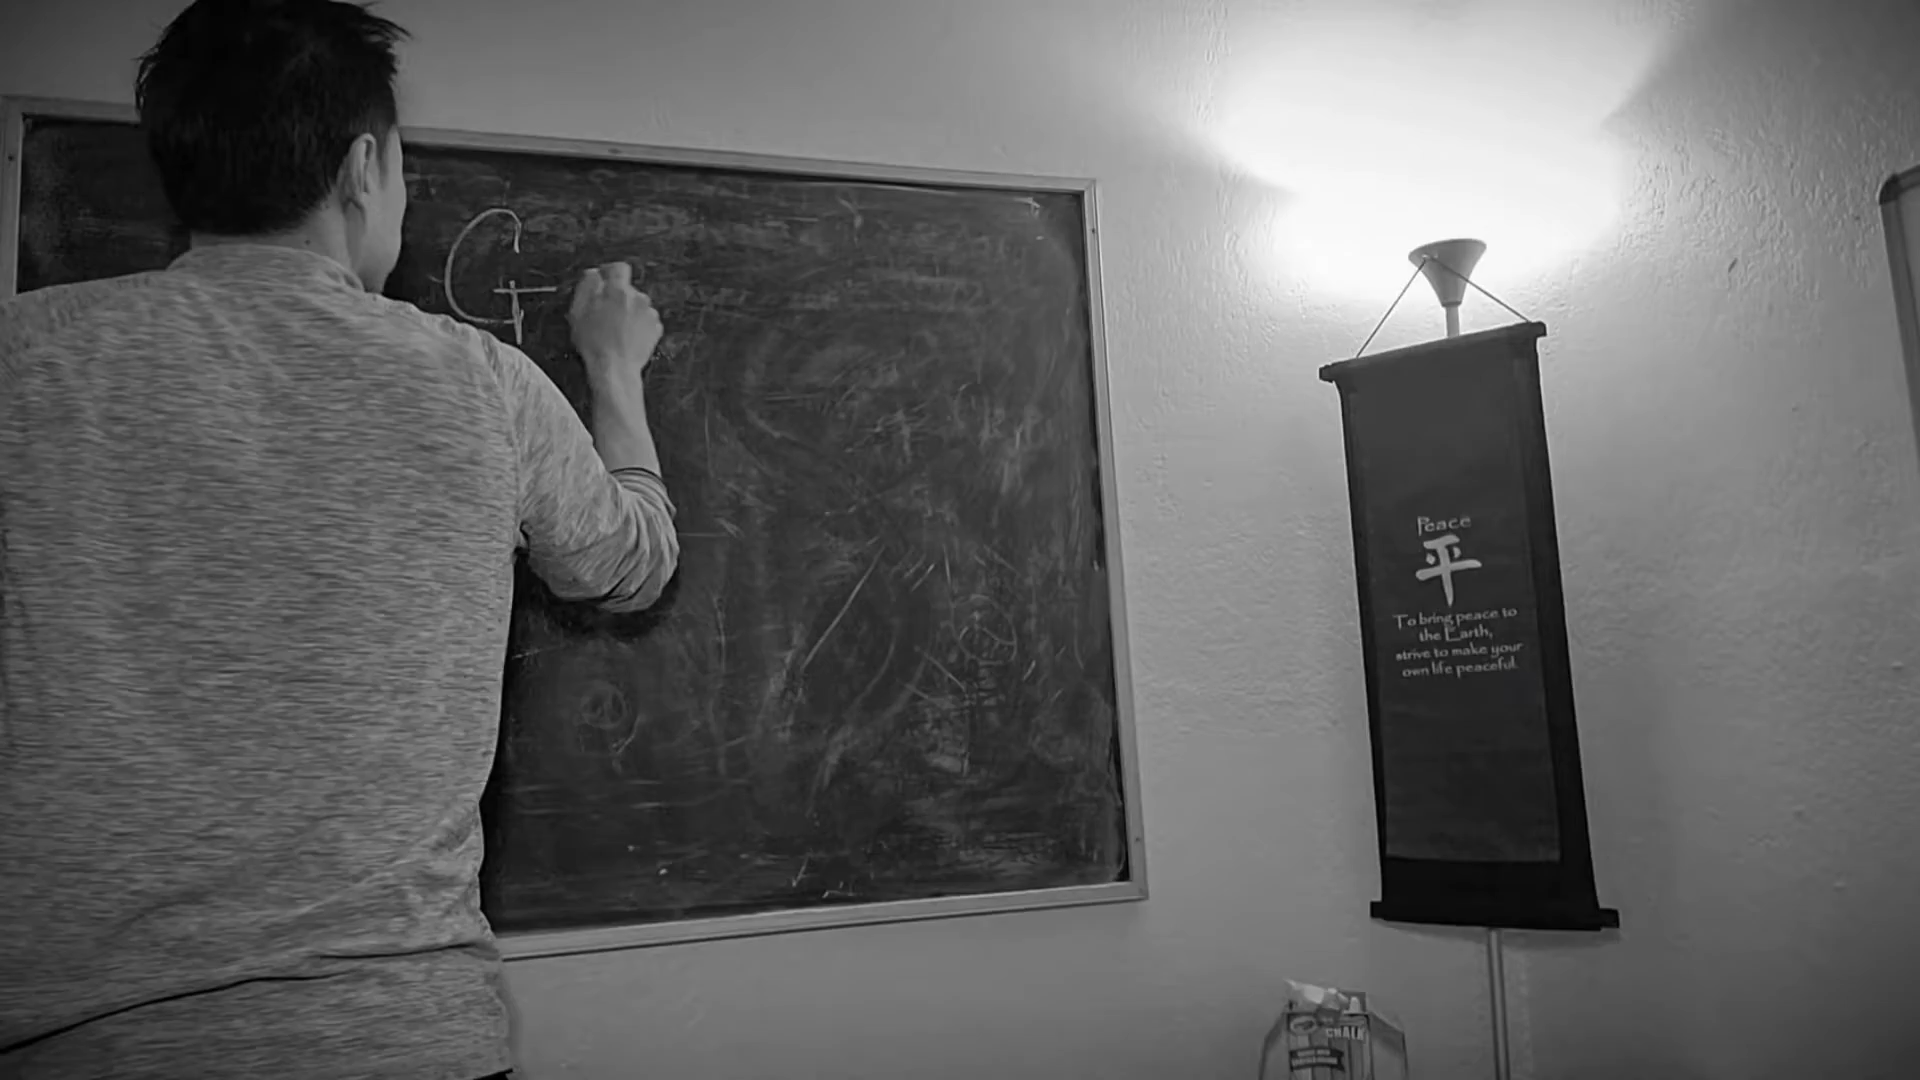 G
Peace
平
To bring peace to
the Earth,
strive to make your
own life peaceful.
CHALK